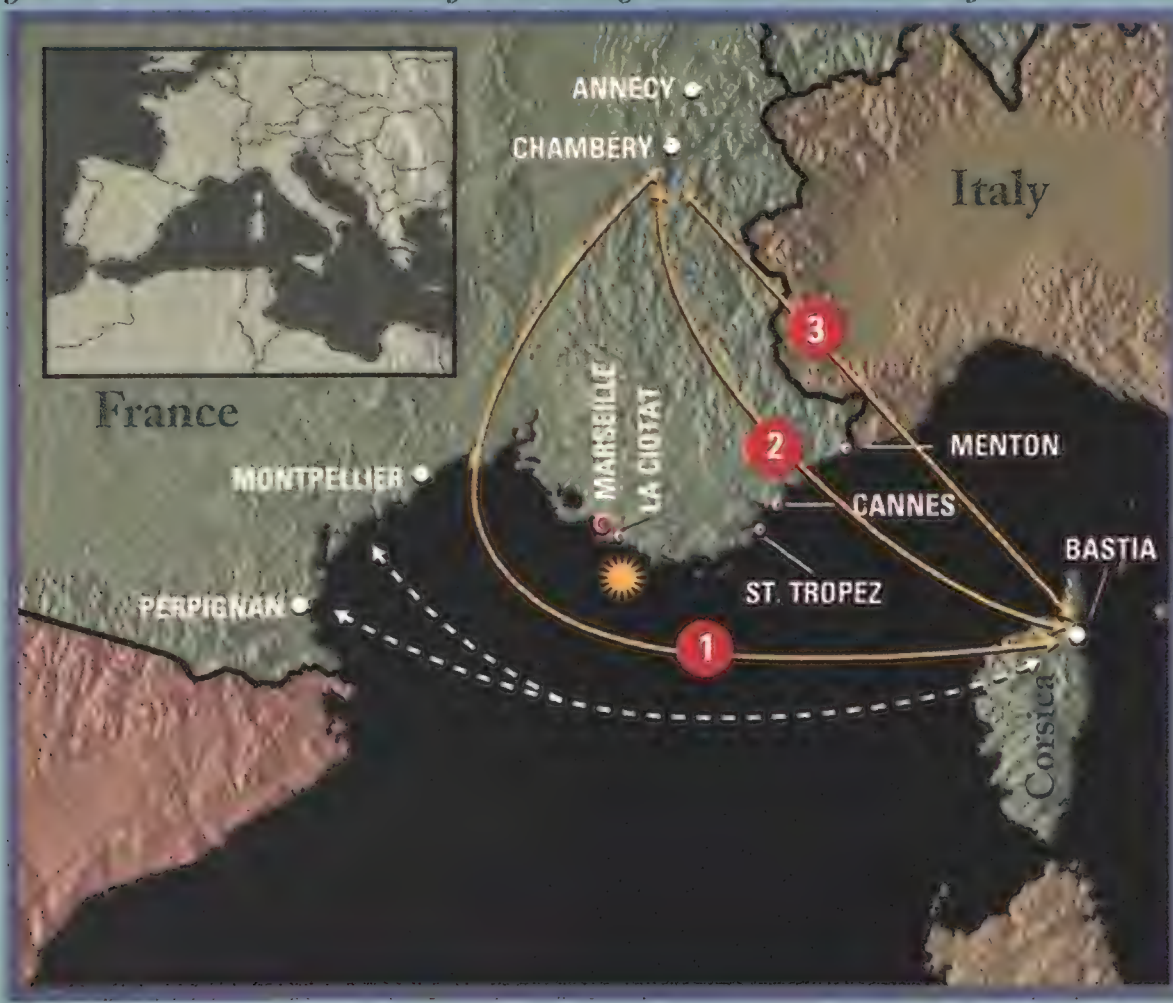 ANNECY
CHAMBÉRY
Italy
3
France
MARSEILLE
LA CIOTAT
2
MENTON
MONTPELLIER
CANNES
BASTIA
ST. TROPEZ
PERPIGNAN
1
Corsica